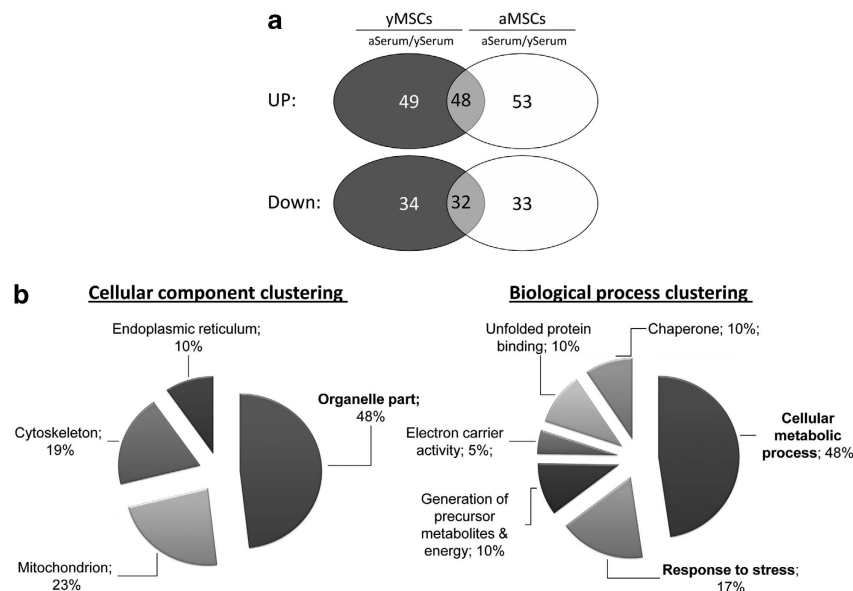 a
yMSCs aMSCs
aSerum/ySerum aSerum/ySerum
UP: 49 48 53
Down: 34 32 33
b
Cellular component clustering
Endoplasmic reticulum;
10%
Organelle part;
48%
Cytoskeleton;
19%
Mitochondrion;
23%
Biological process clustering
Unfolded protein
binding; 10%
Chaperone; 10%;
Electron carrier
activity; 5%;
Cellular
metabolic
process; 48%
Generation of
precursor
metabolites &
energy; 10%
Response to stress;
17%